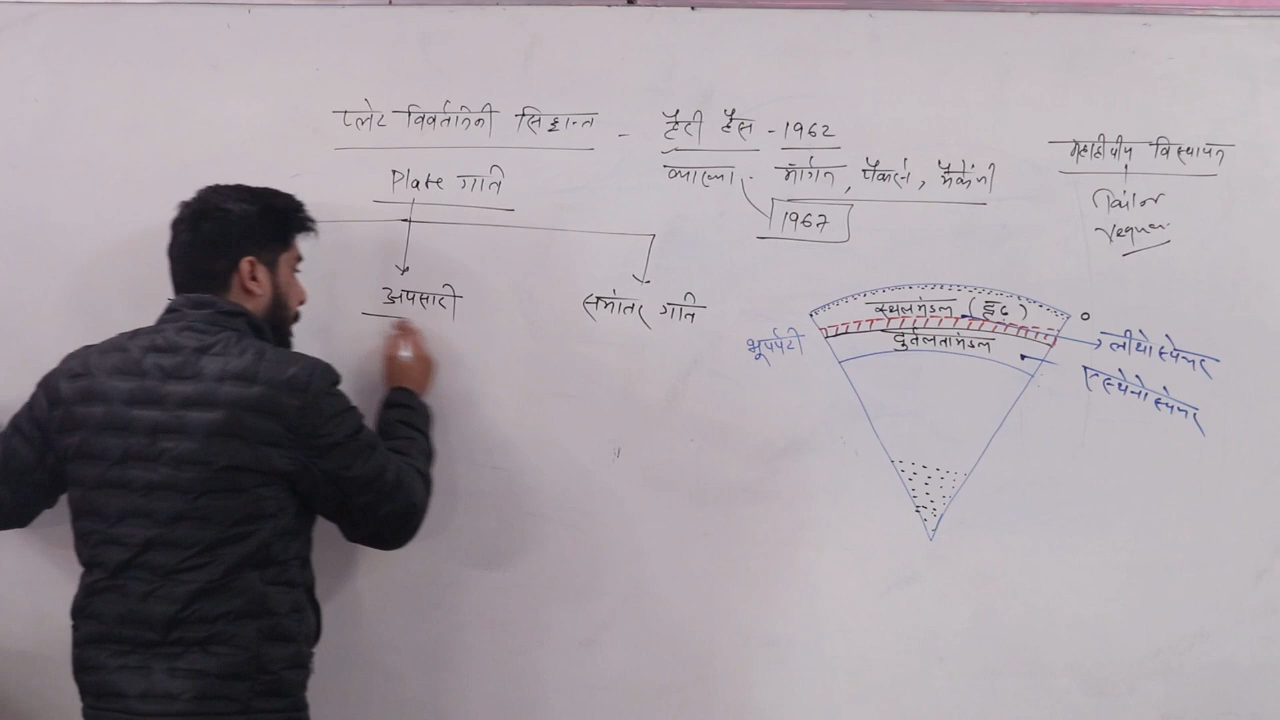 प्लेट विवर्तनिकी सिद्धान्त - हैरी हैस - 1962
Plate गति
व्याख्या - मॉर्गन, पैकर्स, मैकेंजी
1967
महाद्वीपीय विस्थापन
अपसारी
समांतर गति
स्थलमंडल (दृढ़)
दुर्बलतामंडल
भूपर्पटी
लीथोस्फेयर
एस्थेनोस्फेयर